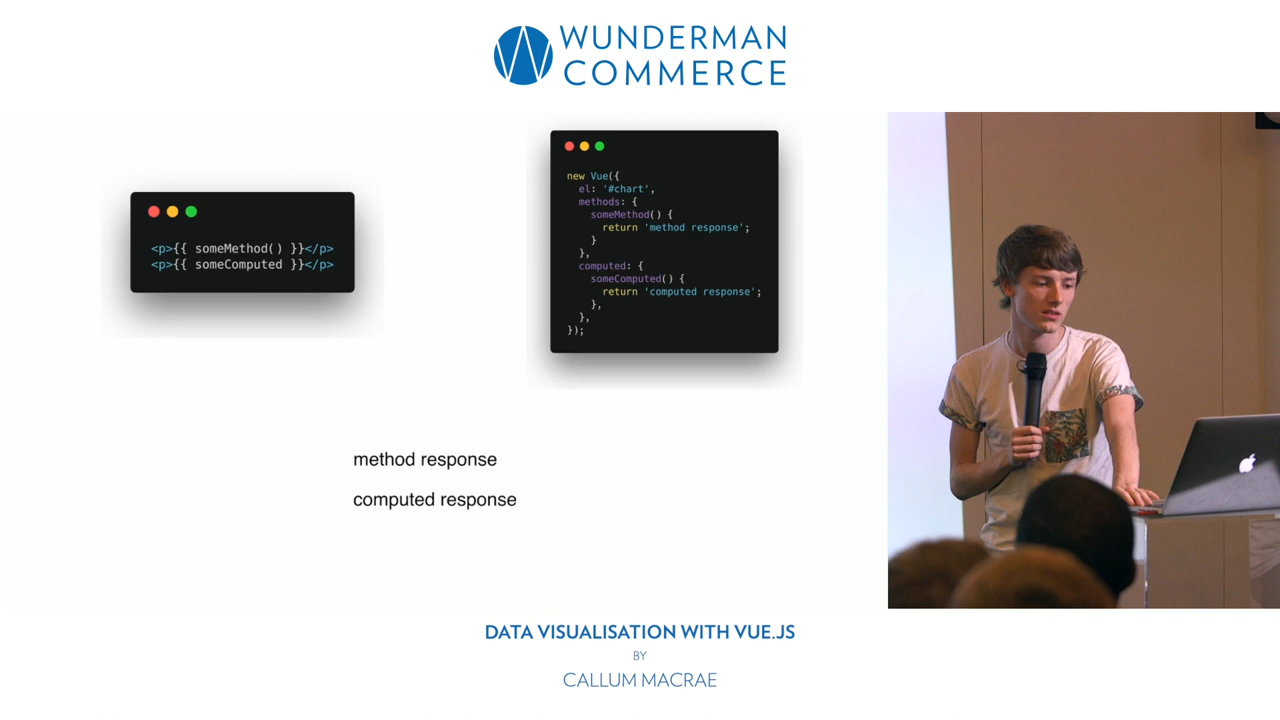 WUNDERMAN
COMMERCE
<p>{{ someMethod() }}</p>
<p>{{ someComputed }}</p>
new Vue({
  el: '#chart',
  methods: {
    someMethod() {
      return 'method response';
    }
  },
  computed: {
    someComputed() {
      return 'computed response';
    },
  },
});
method response
computed response
DATA VISUALISATION WITH VUE.JS
BY
CALLUM MACRAE